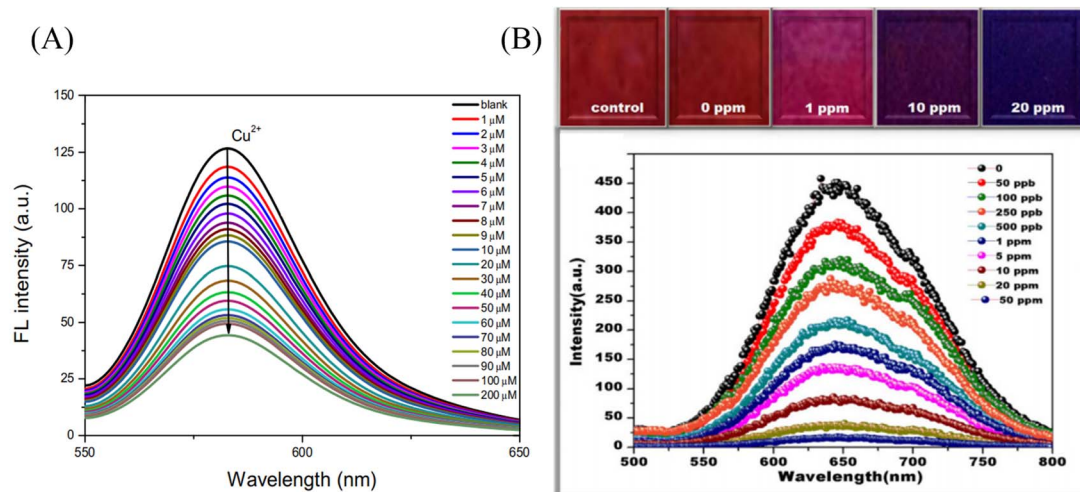 (A)
150
125
100
75
50
25
0
550
600
650
FL intensity (a.u.)
Wavelength (nm)
Cu²⁺
blank
1 μM
2 μM
3 μM
4 μM
5 μM
6 μM
7 μM
8 μM
9 μM
10 μM
20 μM
30 μM
40 μM
50 μM
60 μM
70 μM
80 μM
90 μM
100 μM
200 μM
(B)
control
0 ppm
1 ppm
10 ppm
20 ppm
450
400
350
300
250
200
150
100
50
0
500
550
600
650
700
750
800
Intensity(a.u.)
Wavelength(nm)
0
50 ppb
100 ppb
250 ppb
500 ppb
1 ppm
5 ppm
10 ppm
20 ppm
50 ppm